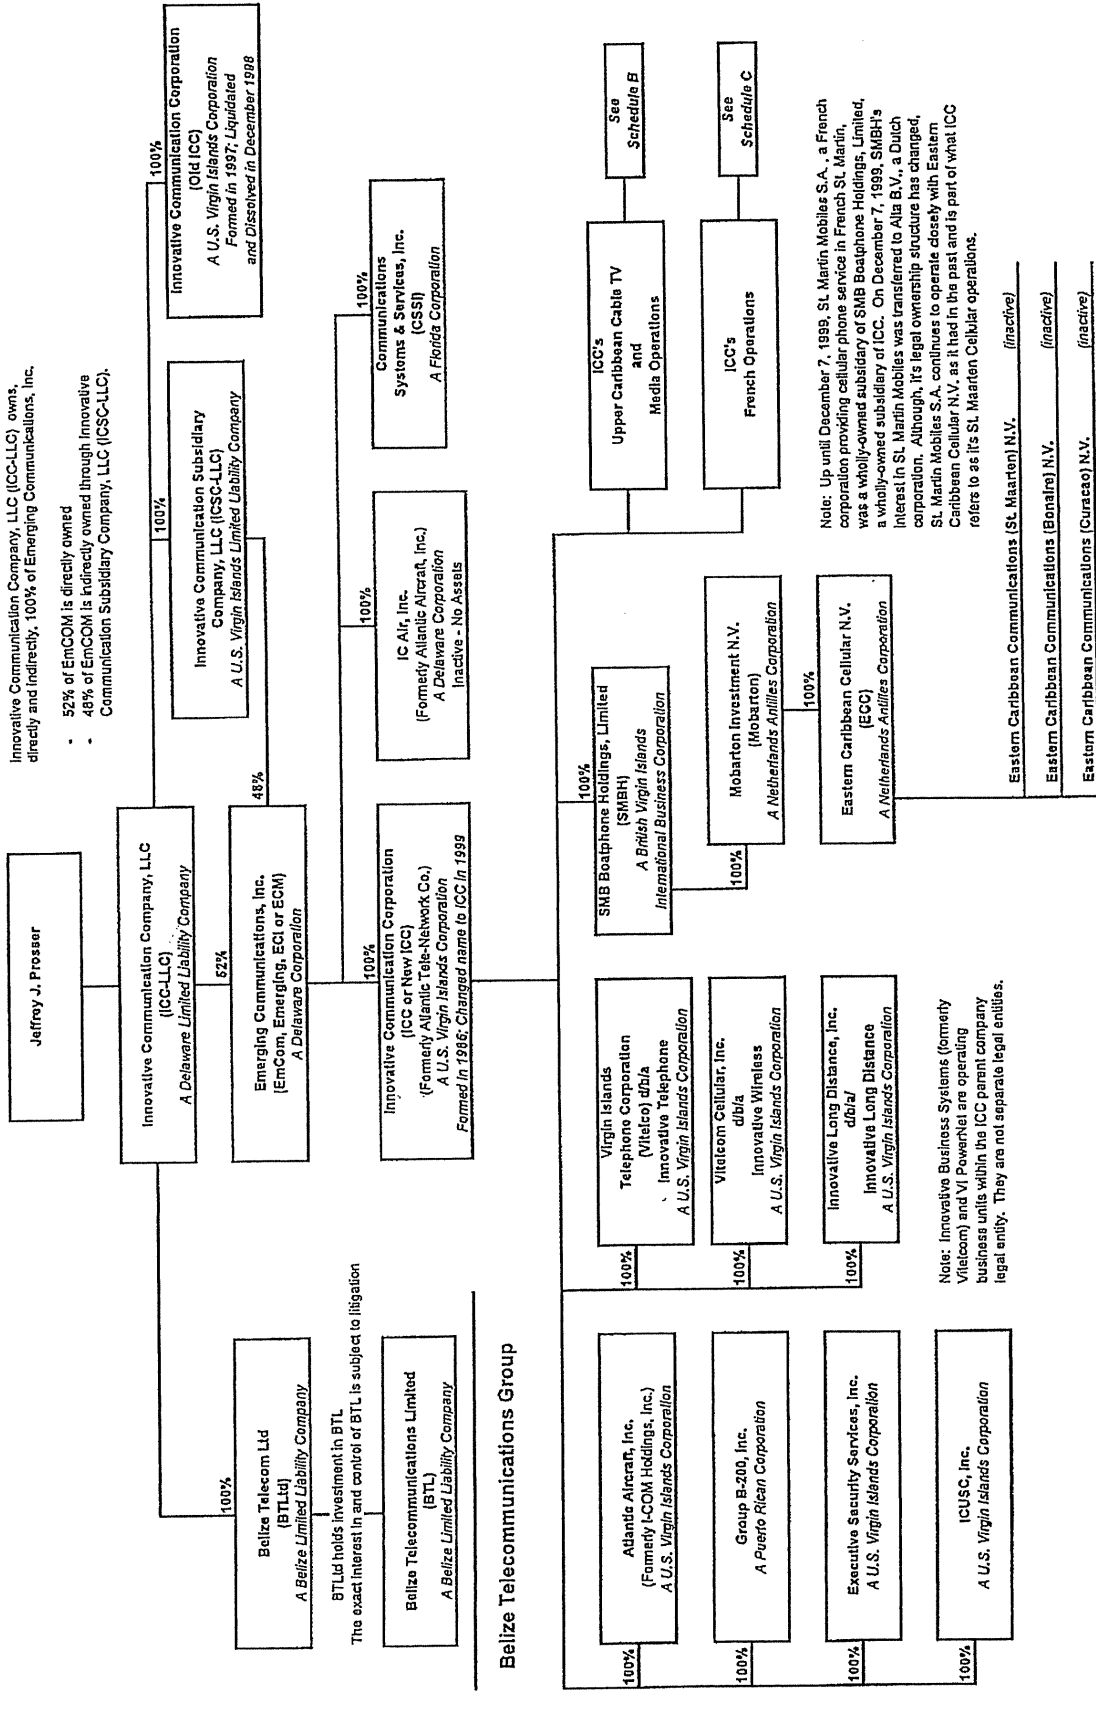 Jeffrey J. Prosser
Innovative Communication Company, LLC
(ICC-LLC)
A Delaware Limited Liability Company
Innovative Communication Company, LLC (ICC-LLC) owns,
directly and indirectly, 100% of Emerging Communications, Inc.
- 52% of EmCOM is directly owned
- 48% of EmCOM is indirectly owned through Innovative
Communication Subsidiary Company, LLC (ICSC-LLC).
100%
100%
100%
Innovative Communication Corporation
(Old ICC)
A U.S. Virgin Islands Corporation
Formed in 1997; Liquidated
and Dissolved in December 1998
Innovative Communication Subsidiary
Company, LLC (ICSC-LLC)
A U.S. Virgin Islands Limited Liability Company
52%
48%
Emerging Communications, Inc.
[EmCom, Emerging, ECI or ECM)
A Delaware Corporation
Belize Telecom Ltd
(BTLtd)
A Belize Limited Liability Company
BTLtd holds investment in BTL
The exact interest in and control of BTL is subject to litigation
Belize Telecommunications Limited
(BTL)
A Belize Limited Liability Company
Belize Telecommunications Group
100%
100%
100%
Innovative Communication Corporation
(ICC or New ICC)
(Formerly Atlantic Tele-Network Co.)
A U.S. Virgin Islands Corporation
Formed in 1986; Changed name to ICC in 1999
IC Air, Inc.
(Formerly Atlantic Aircraft, Inc.)
A Delaware Corporation
Inactive - No Assets
Communications
Systems & Services, Inc.
(CSSI)
A Florida Corporation
100%
Atlantic Aircraft, Inc.
(Formerly I-COM Holdings, Inc.)
A U.S. Virgin Islands Corporation
100%
Group B-200, Inc.
A Puerto Rican Corporation
100%
Executive Security Services, Inc.
A U.S. Virgin Islands Corporation
100%
ICUSC, Inc.
A U.S. Virgin Islands Corporation
100%
Virgin Islands
Telephone Corporation
(Vitelco) d/b/a
Innovative Telephone
A U.S. Virgin Islands Corporation
100%
Vitelcom Cellular, Inc.
d/b/a
Innovative Wireless
A U.S. Virgin Islands Corporation
100%
Innovative Long Distance, Inc.
d/b/a/
Innovative Long Distance
A U.S. Virgin Islands Corporation
Note: Innovative Business Systems (formerly
Vitelcom) and VI PowerNet are operating
business units within the ICC parent company
legal entity. They are not separate legal entities.
100%
SMB Boatphone Holdings, Limited
(SMBH)
A British Virgin Islands
International Business Corporation
100%
Mobarton Investment N.V.
(Mobarton)
A Netherlands Antilles Corporation
100%
Eastern Caribbean Cellular N.V.
(ECC)
A Netherlands Antilles Corporation
Eastern Caribbean Communications (St. Maarten) N.V. (inactive)
Eastern Caribbean Communications (Bonaire) N.V. (inactive)
Eastern Caribbean Communications (Curacao) N.V. (inactive)
ICC's
Upper Caribbean Cable TV
and
Media Operations
See
Schedule B
ICC's
French Operations
See
Schedule C
Note: Up until December 7, 1999, St. Martin Mobiles S.A., a French
corporation providing cellular phone service in French St. Martin,
was a wholly-owned subsidary of SMB Boatphone Holdings, Limited,
a wholly-owned subsidary of ICC. On December 7, 1999, SMBH's
interest in St. Martin Mobiles was transferred to Alta B.V., a Dutch
corporation. Although, it's legal ownership structure has changed,
St. Martin Mobiles S.A. continues to operate closely with Eastern
Caribbean Cellular N.V. as it had in the past and is part of what ICC
refers to as it's St. Maarten Cellular operations.